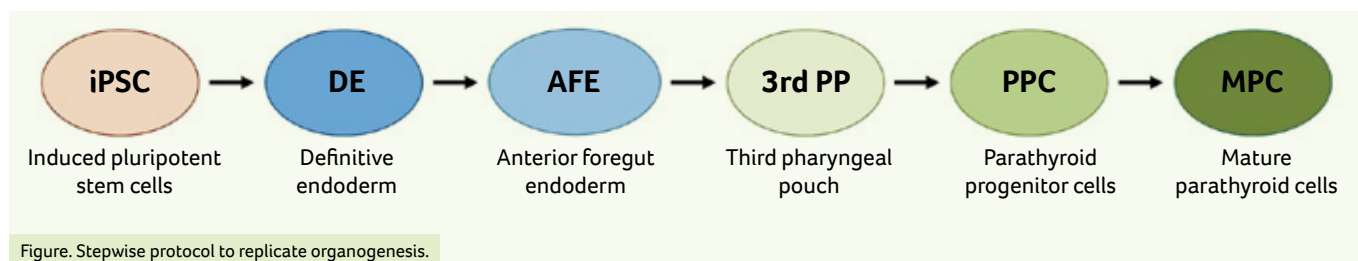 iPSC
DE
AFE
3rd PP
PPC
MPC
Induced pluripotent
stem cells
Definitive
endoderm
Anterior foregut
endoderm
Third pharyngeal
pouch
Parathyroid
progenitor cells
Mature
parathyroid cells
Figure. Stepwise protocol to replicate organogenesis.